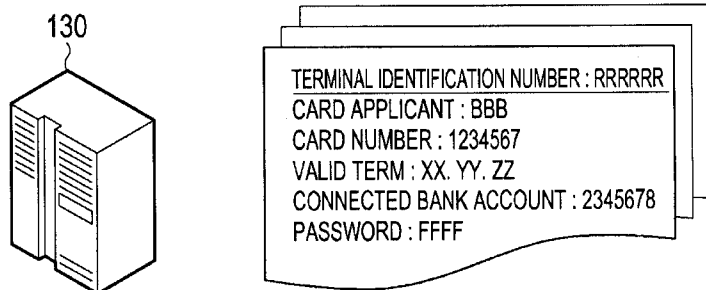 130
TERMINAL IDENTIFICATION NUMBER : RRRRRR
CARD APPLICANT : BBB
CARD NUMBER : 1234567
VALID TERM : XX. YY. ZZ
CONNECTED BANK ACCOUNT : 2345678
PASSWORD : FFFF